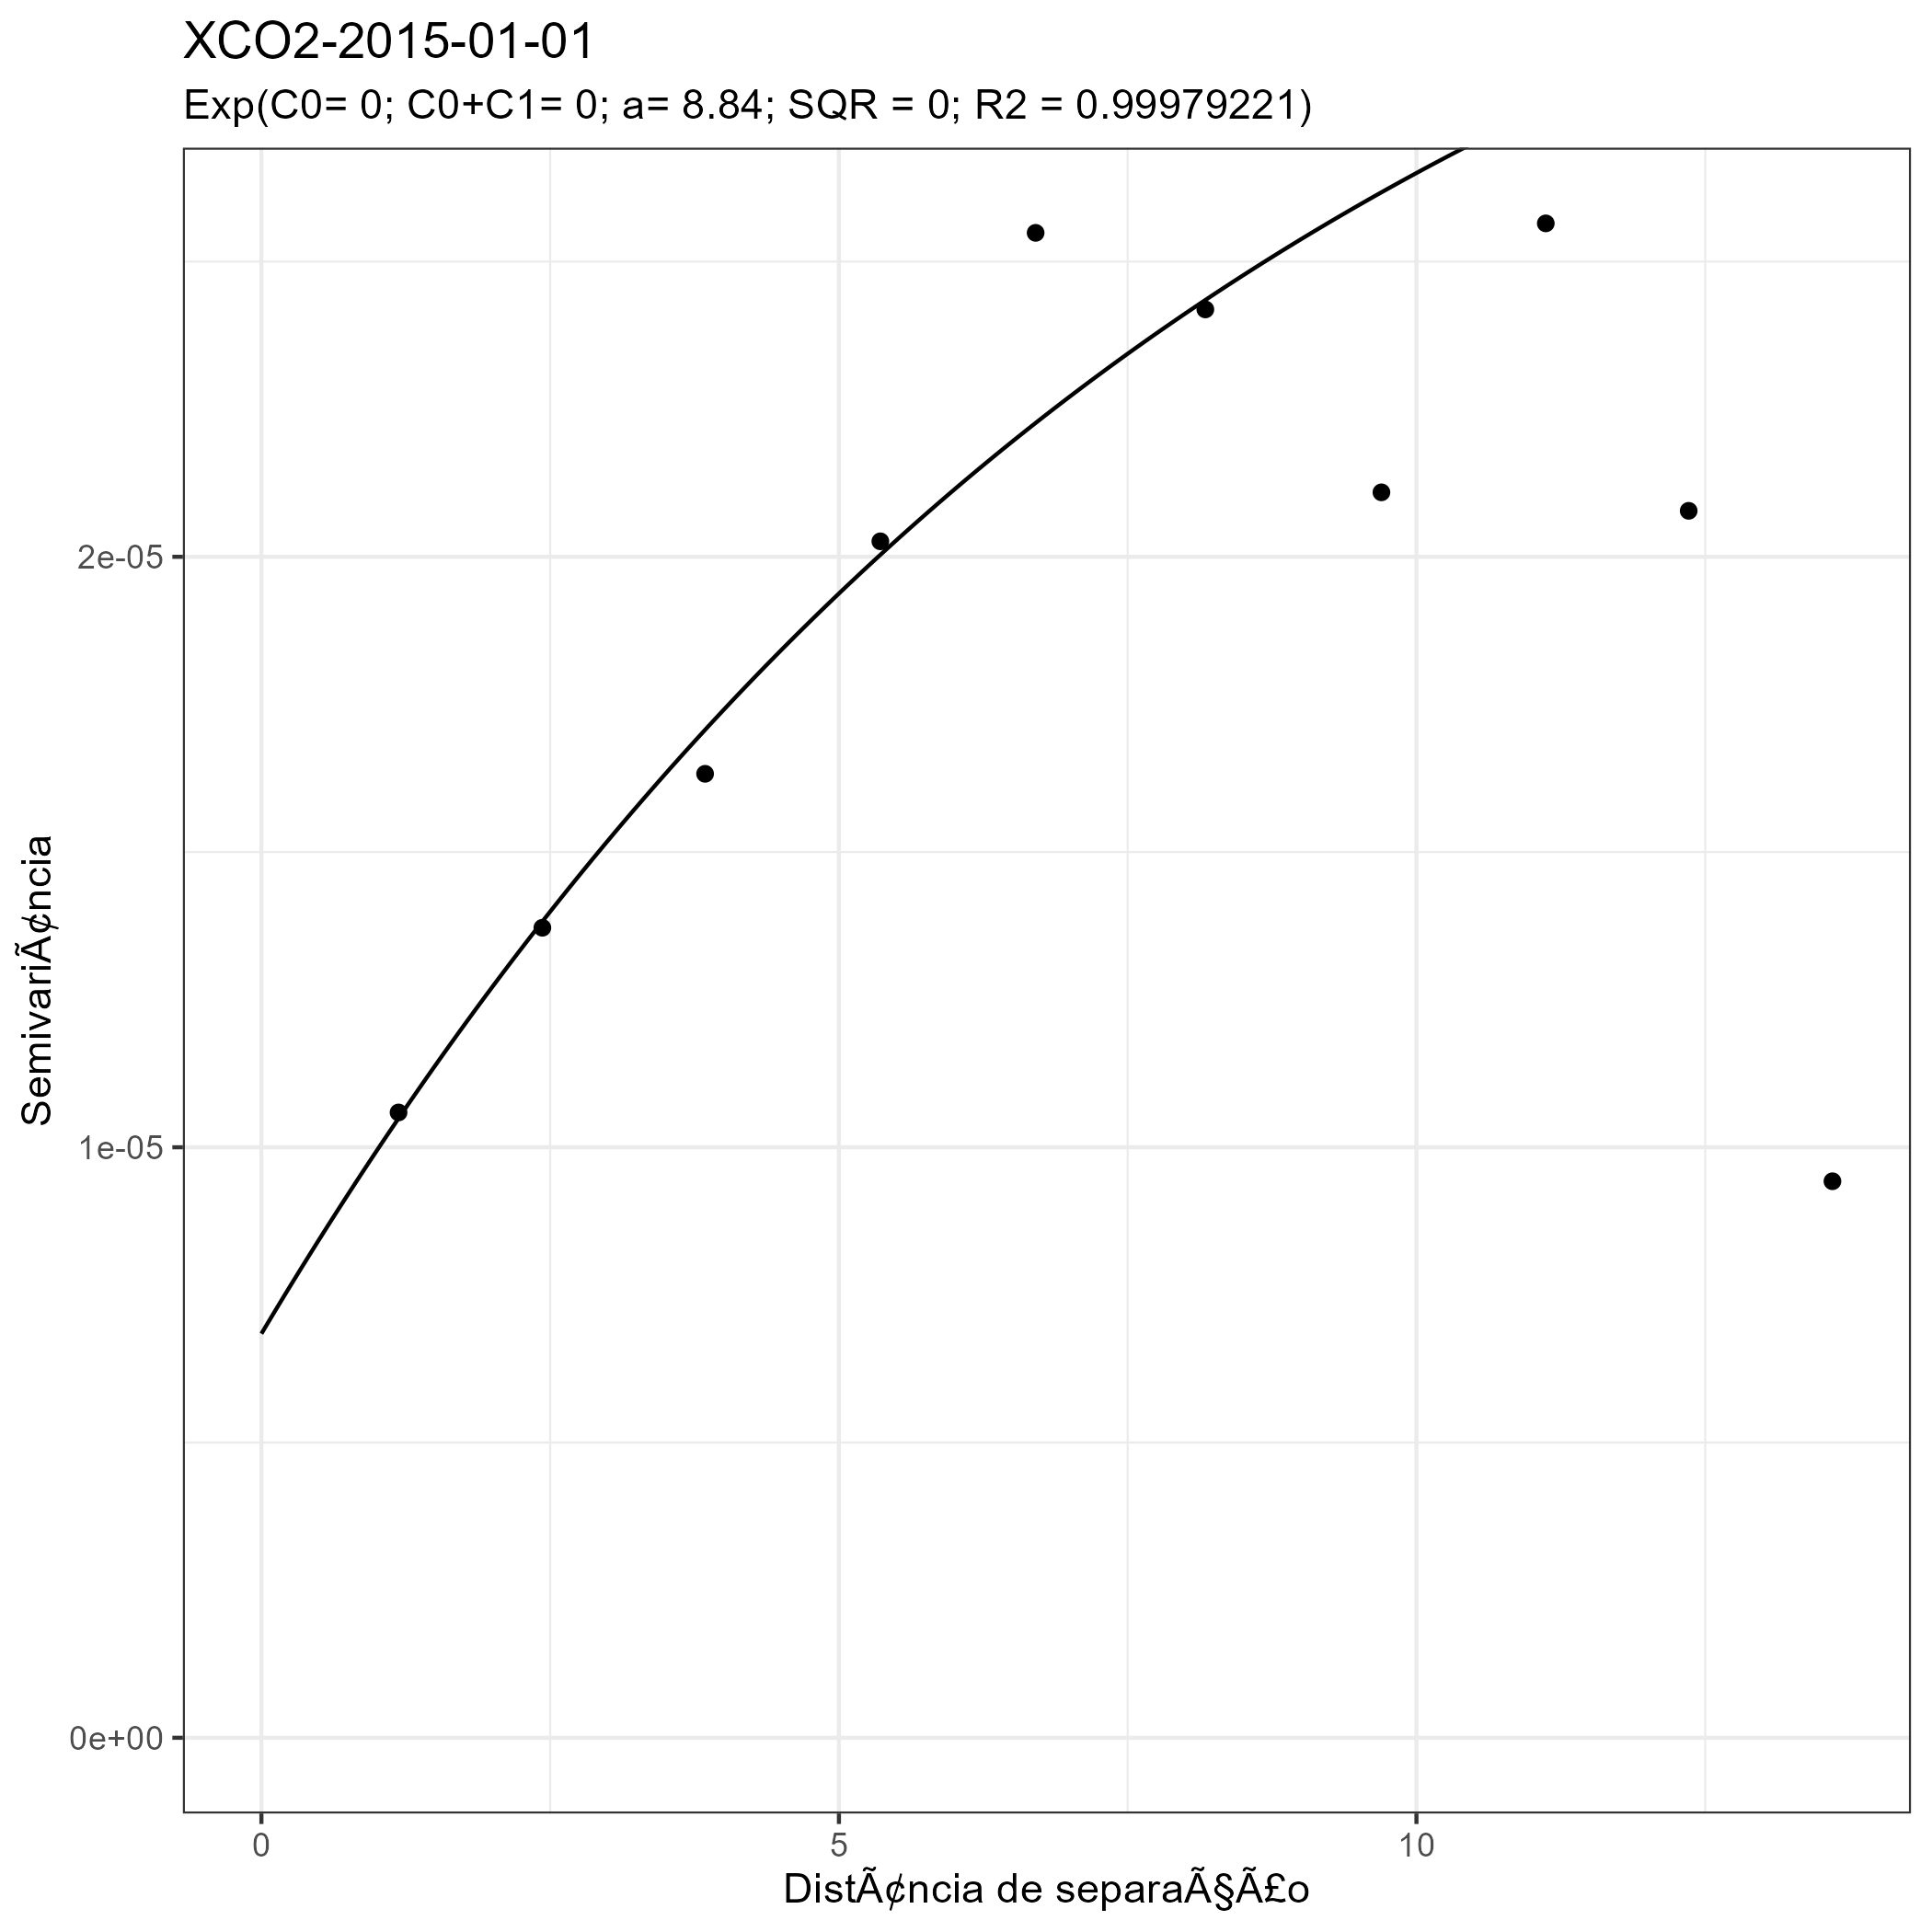 XCO2-2015-01-01
Exp(C0= 0; C0+C1= 0; a= 8.84; SQR = 0; R2 = 0.99979221)
SemivariÃ¢ncia
2e-05
1e-05
0e+00
0
5
10
DistÃ¢ncia de separaÃ§Ã£o